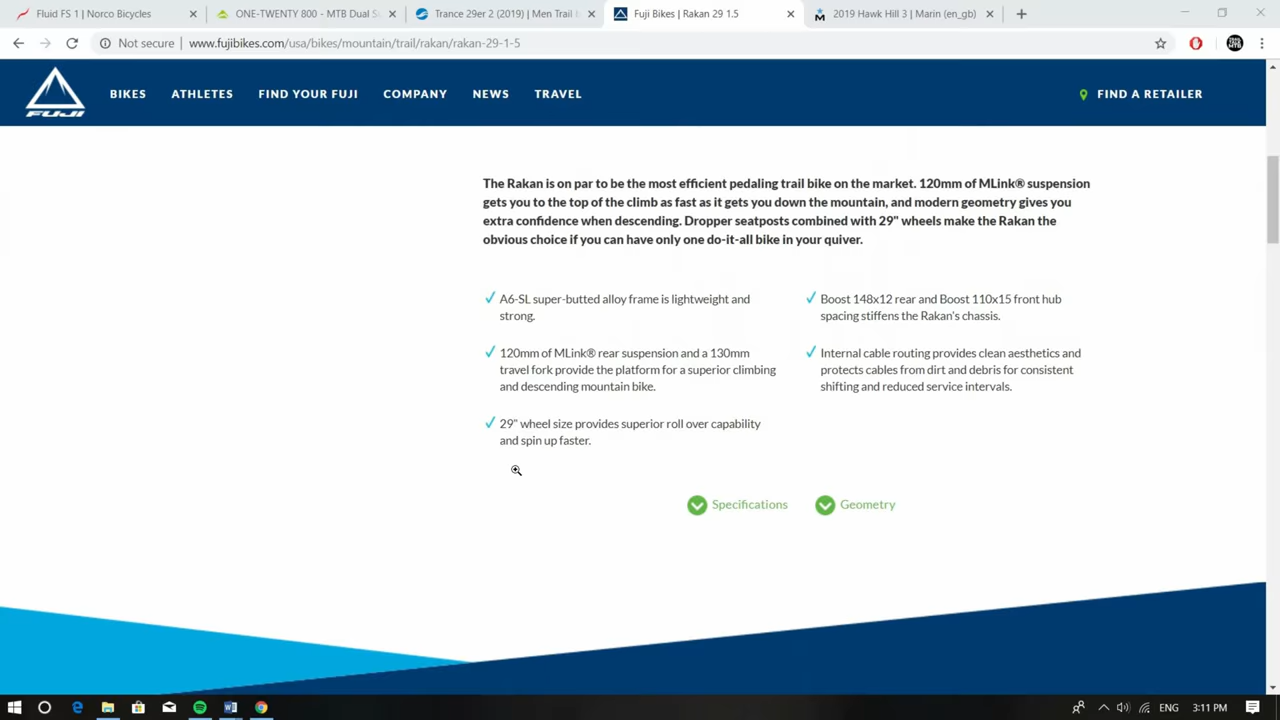 Fluid FS 1 | Norco Bicycles
ONE-TWENTY 800 - MTB Dual S
Trance 29er 2 (2019) | Men Trail b
Fuji Bikes | Rakan 29 1.5
2019 Hawk Hill 3 | Marin (en_gb)
Not secure | www.fujibikes.com/usa/bikes/mountain/trail/rakan/rakan-29-1-5
FUJI
BIKES ATHLETES FIND YOUR FUJI COMPANY NEWS TRAVEL FIND A RETAILER
The Rakan is on par to be the most efficient pedaling trail bike on the market. 120mm of MLink® suspension
gets you to the top of the climb as fast as it gets you down the mountain, and modern geometry gives you
extra confidence when descending. Dropper seatposts combined with 29" wheels make the Rakan the
obvious choice if you can have only one do-it-all bike in your quiver.
A6-SL super-butted alloy frame is lightweight and
strong.
120mm of MLink® rear suspension and a 130mm
travel fork provide the platform for a superior climbing
and descending mountain bike.
29" wheel size provides superior roll over capability
and spin up faster.
Boost 148x12 rear and Boost 110x15 front hub
spacing stiffens the Rakan's chassis.
Internal cable routing provides clean aesthetics and
protects cables from dirt and debris for consistent
shifting and reduced service intervals.
Specifications Geometry
ENG 3:11 PM